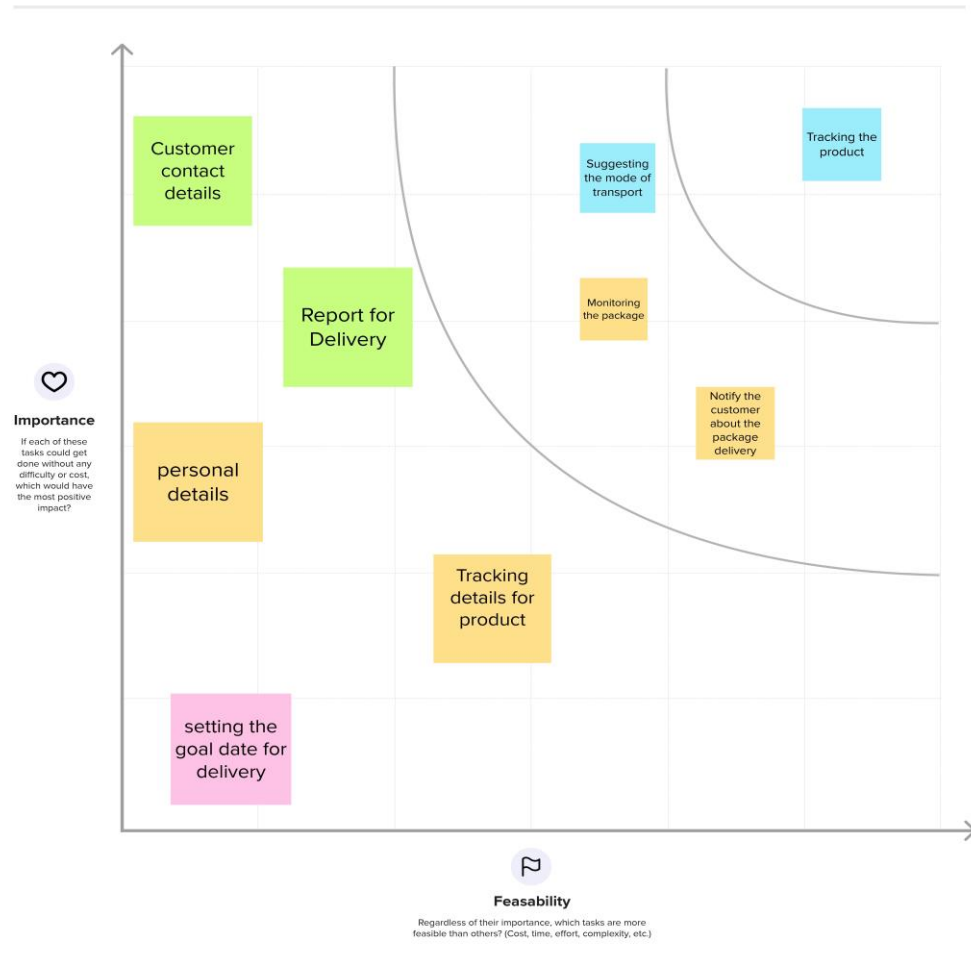 Customer
contact
details
Tracking the
product
Suggesting
the mode of
transport
Report for
Delivery
Monitoring
the package
Importance
If each of these
tasks could get
done without any
difficulty or cost,
which would have
the most positive
impact?
Notify the
customer
about the
package
delivery
personal
details
Tracking
details for
product
setting the
goal date for
delivery
Feasability
Regardless of their importance, which tasks are more
feasible than others? (Cost, time, effort, complexity, etc.)